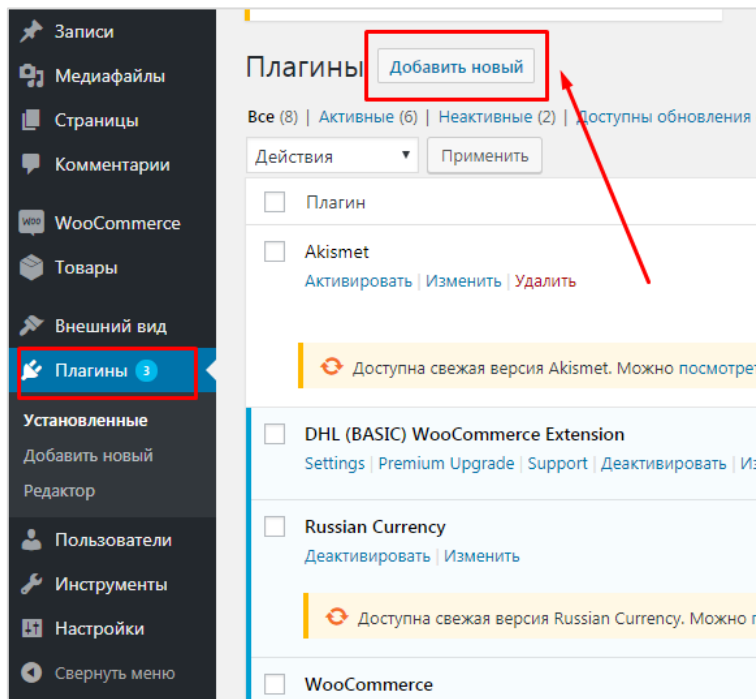 Записи
Медиафайлы
Страницы
Комментарии
WOO WooCommerce
Товары
Внешний вид
Плагины 3
Установленные
Добавить новый
Редактор
Пользователи
Инструменты
Настройки
Свернуть меню
Плагины Добавить новый
Все (8) | Активные (6) | Неактивные (2) | Доступны обновления
Действия Применить
Плагин
Akismet
Активировать | Изменить | Удалить
Доступна свежая версия Akismet. Можно посмотрет
DHL (BASIC) WooCommerce Extension
Settings | Premium Upgrade | Support | Деактивировать | Из
Russian Currency
Деактивировать | Изменить
Доступна свежая версия Russian Currency. Можно п
WooCommerce